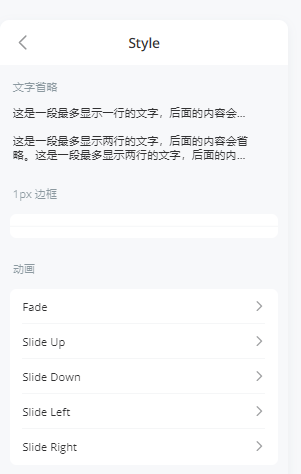 Style
文字省略
这是一段最多显示一行的文字，后面的内容会...
这是一段最多显示两行的文字，后面的内容会省
略。这是一段最多显示两行的文字，后面的内...
1px 边框
动画
Fade
Slide Up
Slide Down
Slide Left
Slide Right